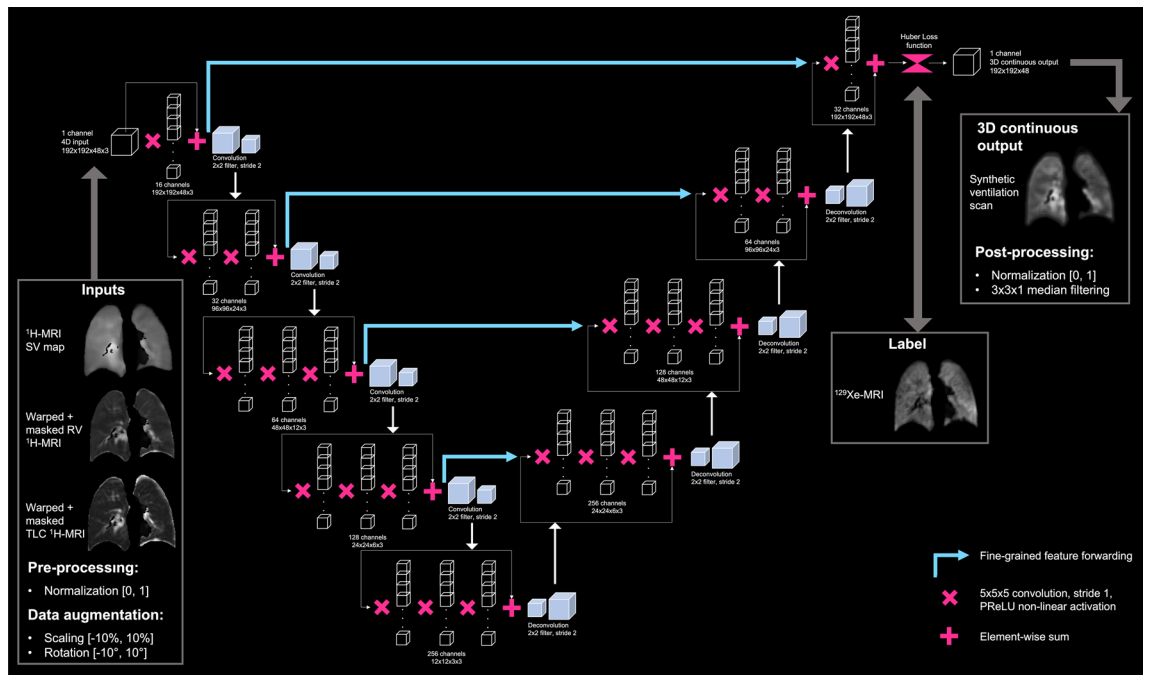 Huber Loss
function
1 channel
3D continuous output
192x192x48
32 channels
192x192x48x3
1 channel
4D input
192x192x48x3
Convolution
2x2 filter, stride 2
16 channels
192x192x48x3
3D continuous
output
Synthetic
ventilation
scan
Post-processing:
• Normalization [0, 1]
• 3x3x1 median filtering
Deconvolution
2x2 filter, stride 2
64 channels
96x96x24x3
Convolution
2x2 filter, stride 2
32 channels
96x96x24x3
Inputs
¹H-MRI
SV map
Warped +
masked RV
¹H-MRI
Warped +
masked
TLC ¹H-MRI
Pre-processing:
• Normalization [0, 1]
Data augmentation:
• Scaling [-10%, 10%]
• Rotation [-10°, 10°]
Deconvolution
2x2 filter, stride 2
128 channels
48x48x12x3
Convolution
2x2 filter, stride 2
64 channels
48x48x12x3
Label
¹²⁹Xe-MRI
Deconvolution
2x2 filter, stride 2
256 channels
24x24x6x3
Convolution
2x2 filter, stride 2
128 channels
24x24x6x3
Deconvolution
2x2 filter, stride 2
256 channels
12x12x3x3
Fine-grained feature forwarding
5x5x5 convolution, stride 1,
PReLU non-linear activation
Element-wise sum